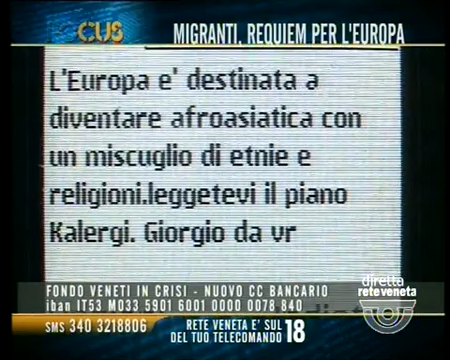 FOCUS
MIGRANTI, REQUIEM PER L'EUROPA
L'Europa e' destinata a
diventare afroasiatica con
un miscuglio di etnie e
religioni.leggetevi il piano
Kalergi. Giorgio da vr
FONDO VENETI IN CRISI - NUOVO CC BANCARIO
iban IT53 M033 5901 6001 0000 0078 840
diretta
reteveneta
SMS 340 3218806
RETE VENETA E' SUL 18
DEL TUO TELECOMANDO